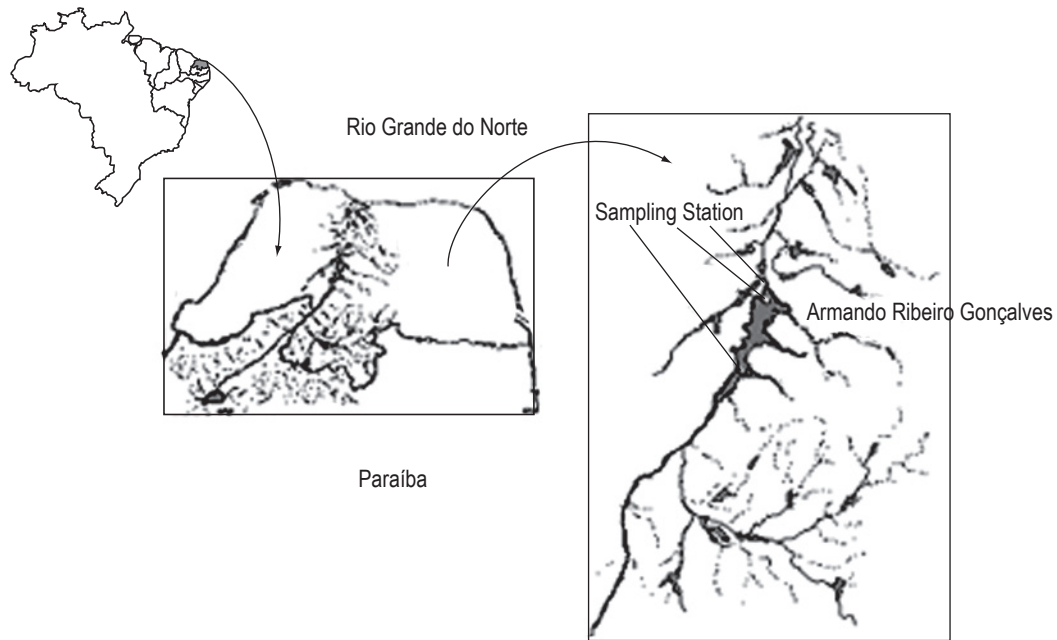 Rio Grande do Norte
Sampling Station
Armando Ribeiro Gonçalves
Paraíba